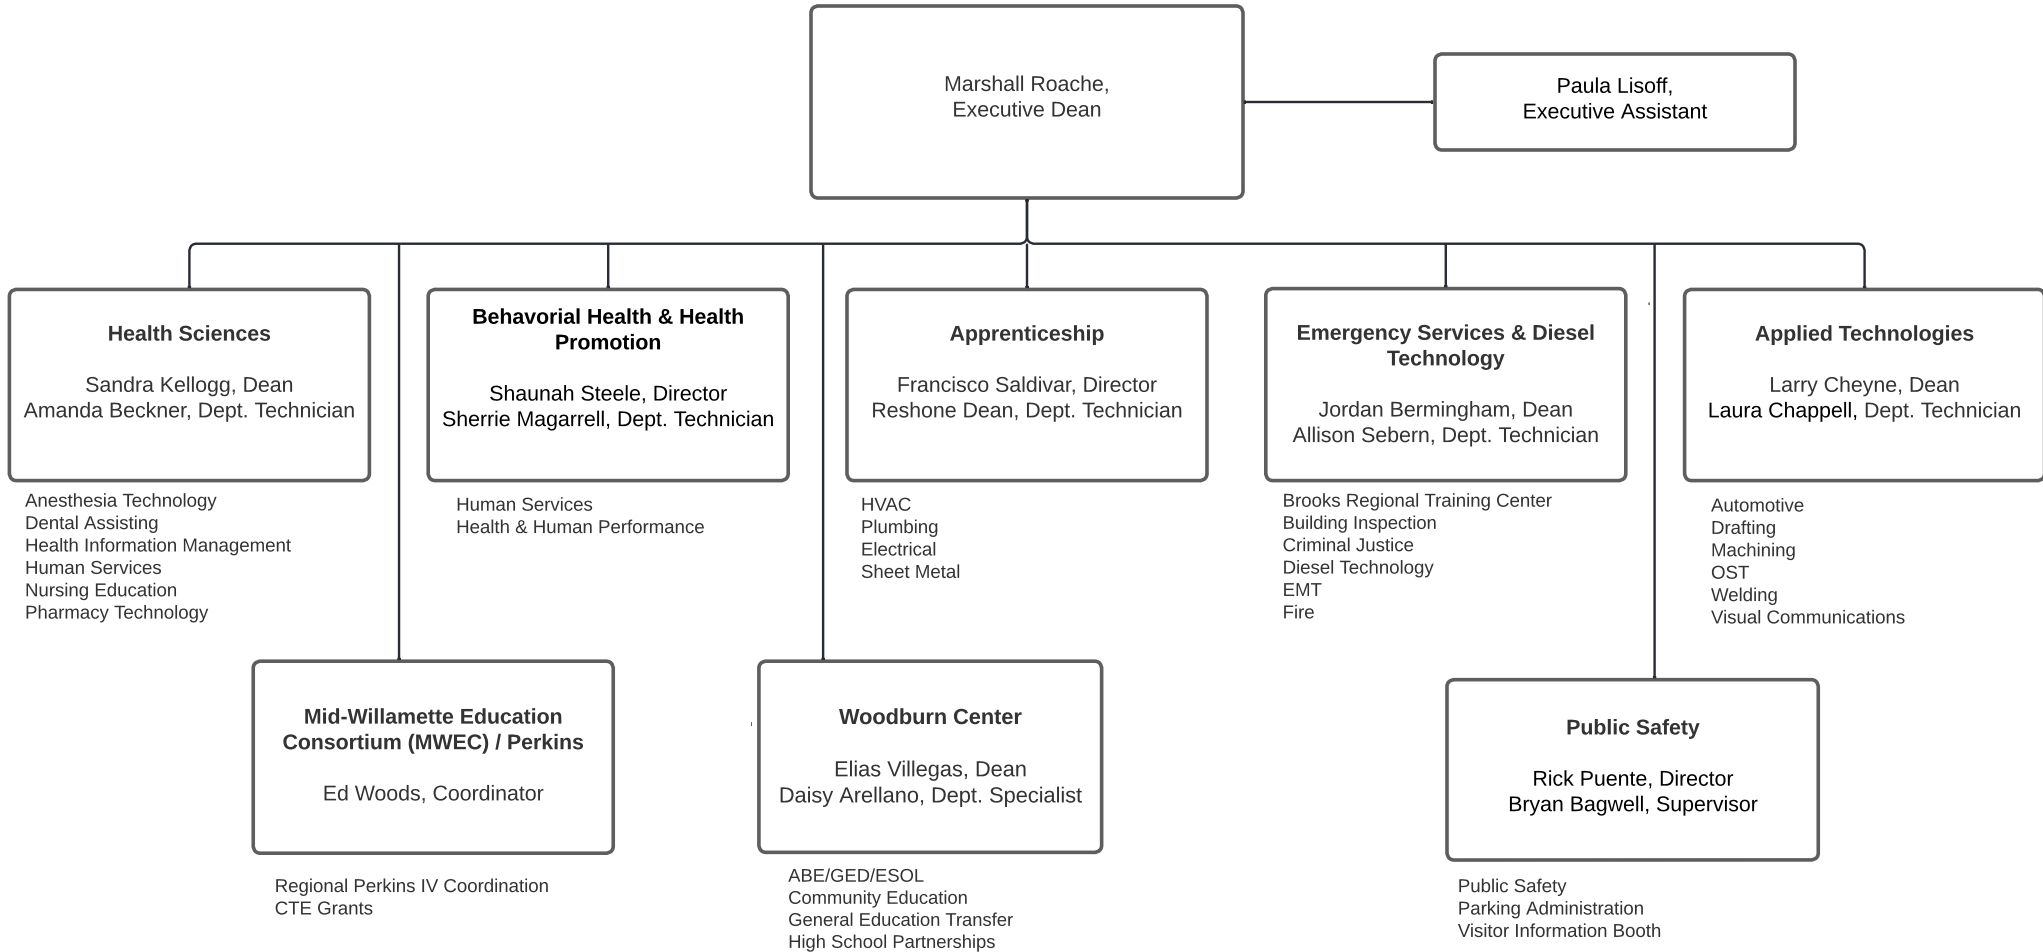 Marshall Roache,
Executive Dean
Paula Lisoff,
Executive Assistant
Health Sciences
Sandra Kellogg, Dean
Amanda Beckner, Dept. Technician
Anesthesia Technology
Dental Assisting
Health Information Management
Human Services
Nursing Education
Pharmacy Technology
Behavorial Health & Health
Promotion
Shaunah Steele, Director
Sherrie Magarrell, Dept. Technician
Human Services
Health & Human Performance
Apprenticeship
Francisco Saldivar, Director
Reshone Dean, Dept. Technician
HVAC
Plumbing
Electrical
Sheet Metal
Emergency Services & Diesel
Technology
Jordan Bermingham, Dean
Allison Sebern, Dept. Technician
Brooks Regional Training Center
Building Inspection
Criminal Justice
Diesel Technology
EMT
Fire
Applied Technologies
Larry Cheyne, Dean
Laura Chappell, Dept. Technician
Automotive
Drafting
Machining
OST
Welding
Visual Communications
Mid-Willamette Education
Consortium (MWEC) / Perkins
Ed Woods, Coordinator
Regional Perkins IV Coordination
CTE Grants
Woodburn Center
Elias Villegas, Dean
Daisy Arellano, Dept. Specialist
ABE/GED/ESOL
Community Education
General Education Transfer
High School Partnerships
Public Safety
Rick Puente, Director
Bryan Bagwell, Supervisor
Public Safety
Parking Administration
Visitor Information Booth